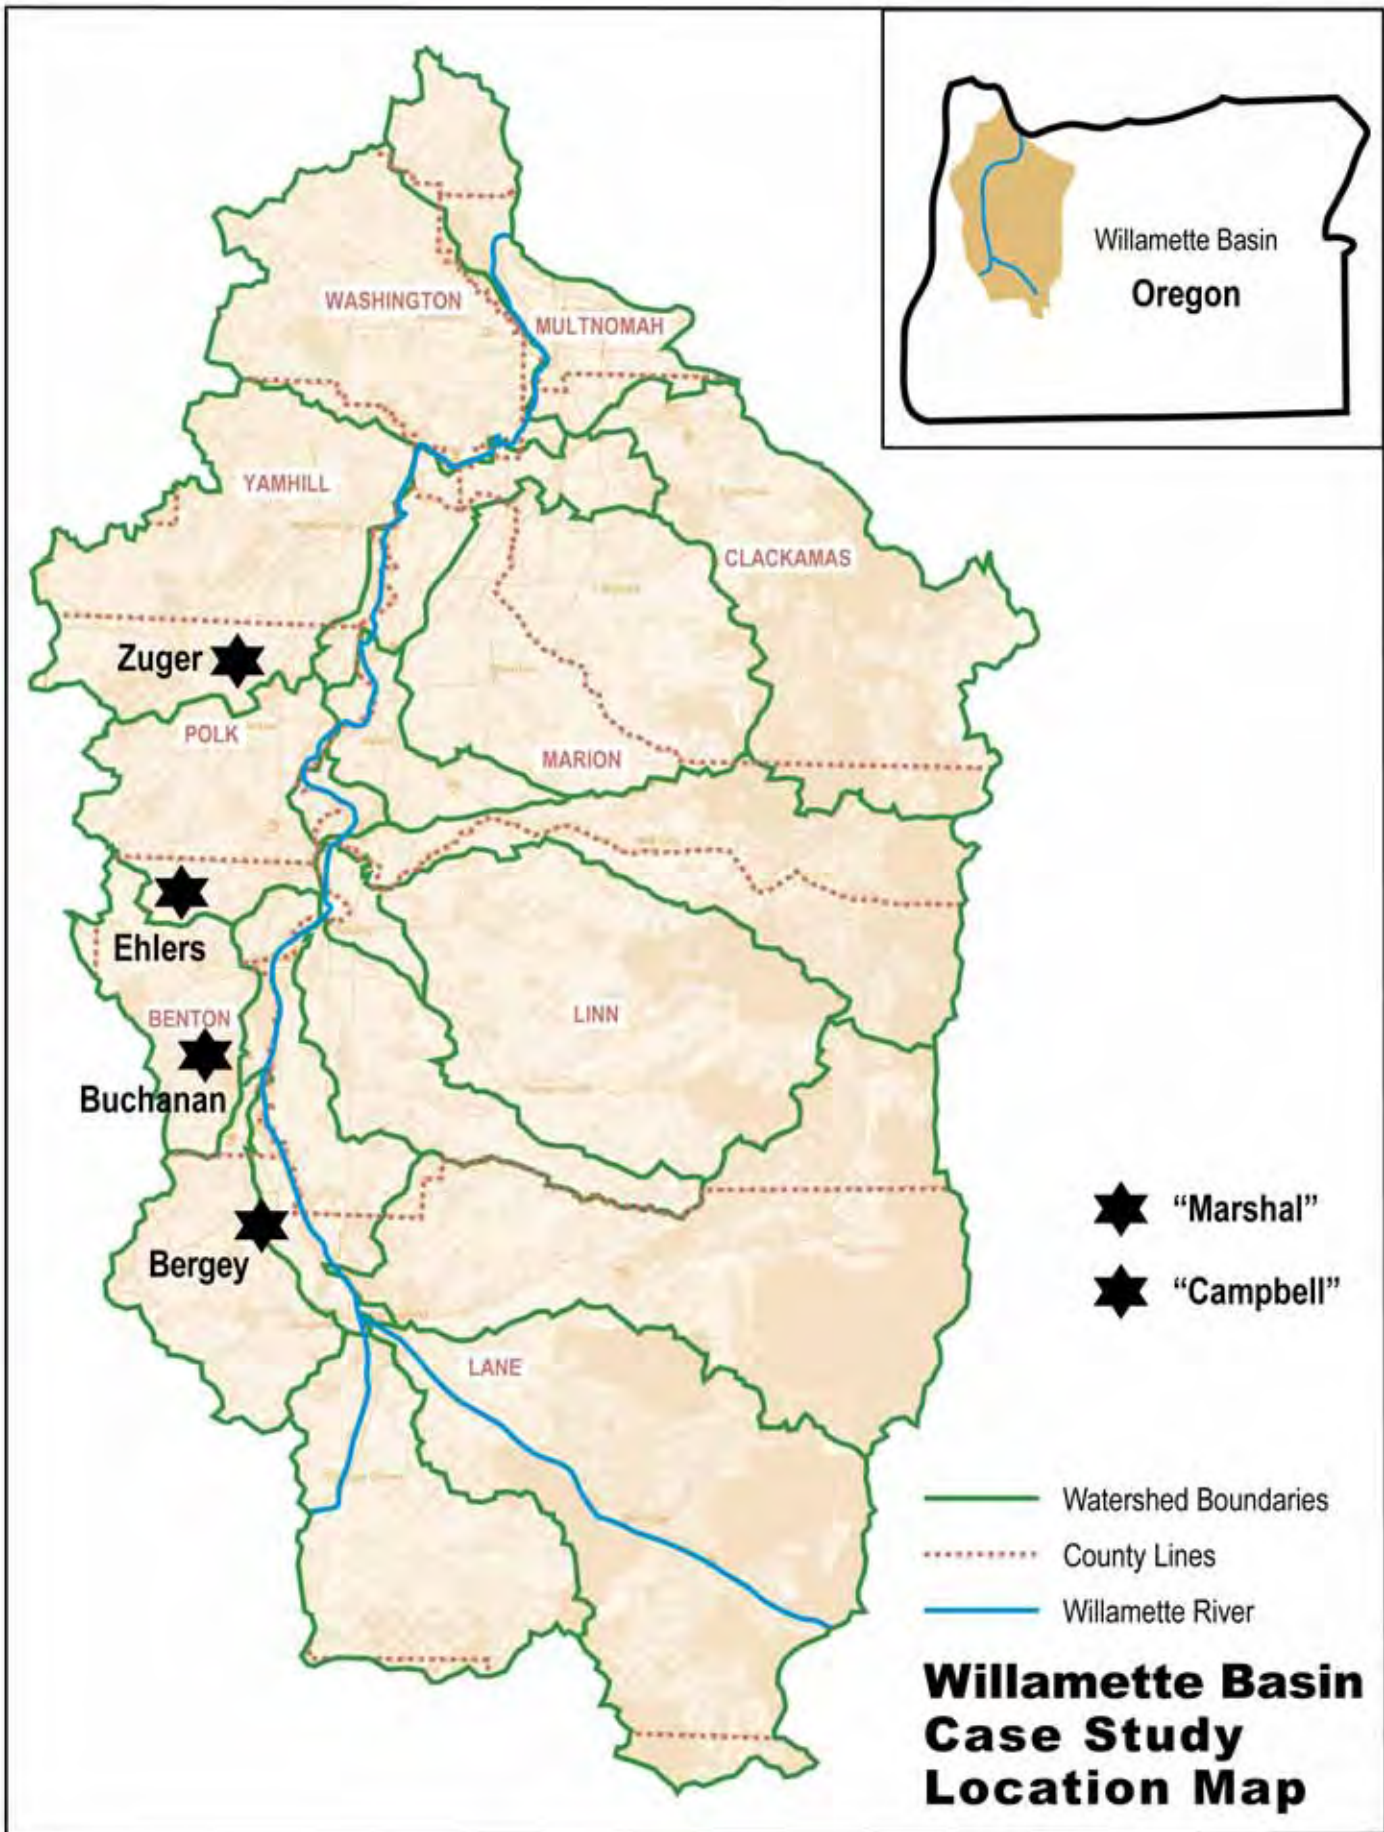 Willamette Basin
Oregon
WASHINGTON
MULTNOMAH
YAMHILL
CLACKAMAS
Zuger
POLK
MARION
Ehlers
LINN
BENTON
Buchanan
"Marshal"
Bergey
"Campbell"
LANE
Watershed Boundaries
County Lines
Willamette River
Willamette Basin
Case Study
Location Map